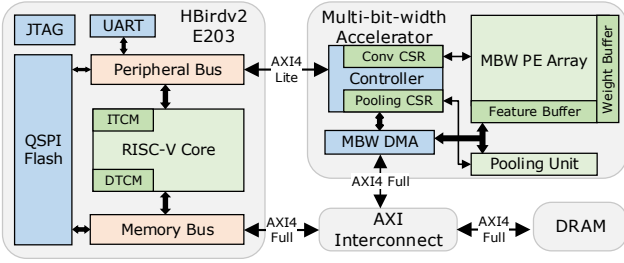 HBirdv2
E203
JTAG
UART
Peripheral Bus
QSPI
Flash
ITCM
RISC-V Core
DTCM
Memory Bus
AXI4
Lite
AXI4
Full
Multi-bit-width
Accelerator
Conv CSR
Controller
Pooling CSR
MBW DMA
MBW PE Array
Weight Buffer
Feature Buffer
Pooling Unit
AXI4 Full
AXI
Interconnect
AXI4
Full
DRAM